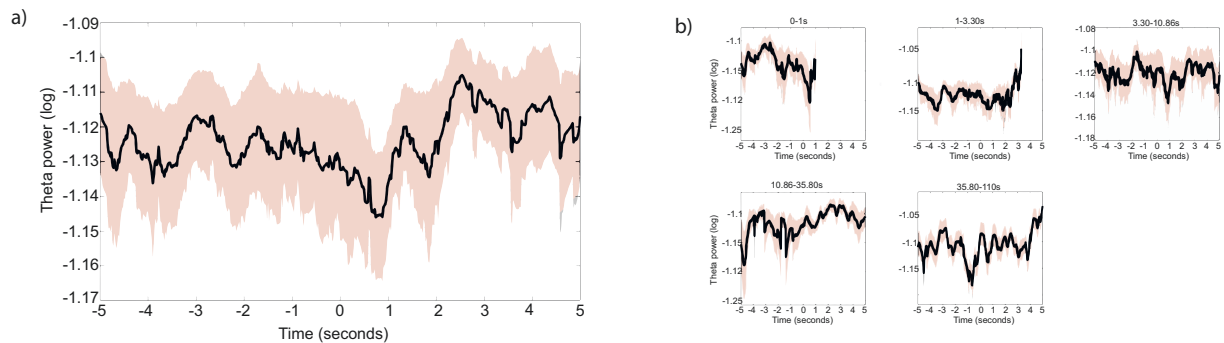 a)
-1.09
-1.10
-1.11
-1.12
-1.13
-1.14
-1.15
-1.16
-1.17
Theta power (log)
-5 -4 -3 -2 -1 0 1 2 3 4 5
Time (seconds)
b)
0-1s
-1.1
-1.15
-1.12
-1.25
Theta power (log)
-5 -4 -3 -2 -1 0 1 2 3 4 5
Time (seconds)
1-3.30s
-1.05
-1.1
-1.15
-5 -4 -3 -2 -1 0 1 2 3 4 5
Time (seconds)
3.30-10.86s
-1.08
-1.1
-1.12
-1.14
-1.16
-1.18
-5 -4 -3 -2 -1 0 1 2 3 4 5
Time (seconds)
10.86-35.80s
-1.1
-1.15
-1.12
-1.25
Theta power (log)
-5 -4 -3 -2 -1 0 1 2 3 4 5
Time (seconds)
35.80-110s
-1.05
-1.10
-1.15
-5 -4 -3 -2 -1 0 1 2 3 4 5
Time (seconds)